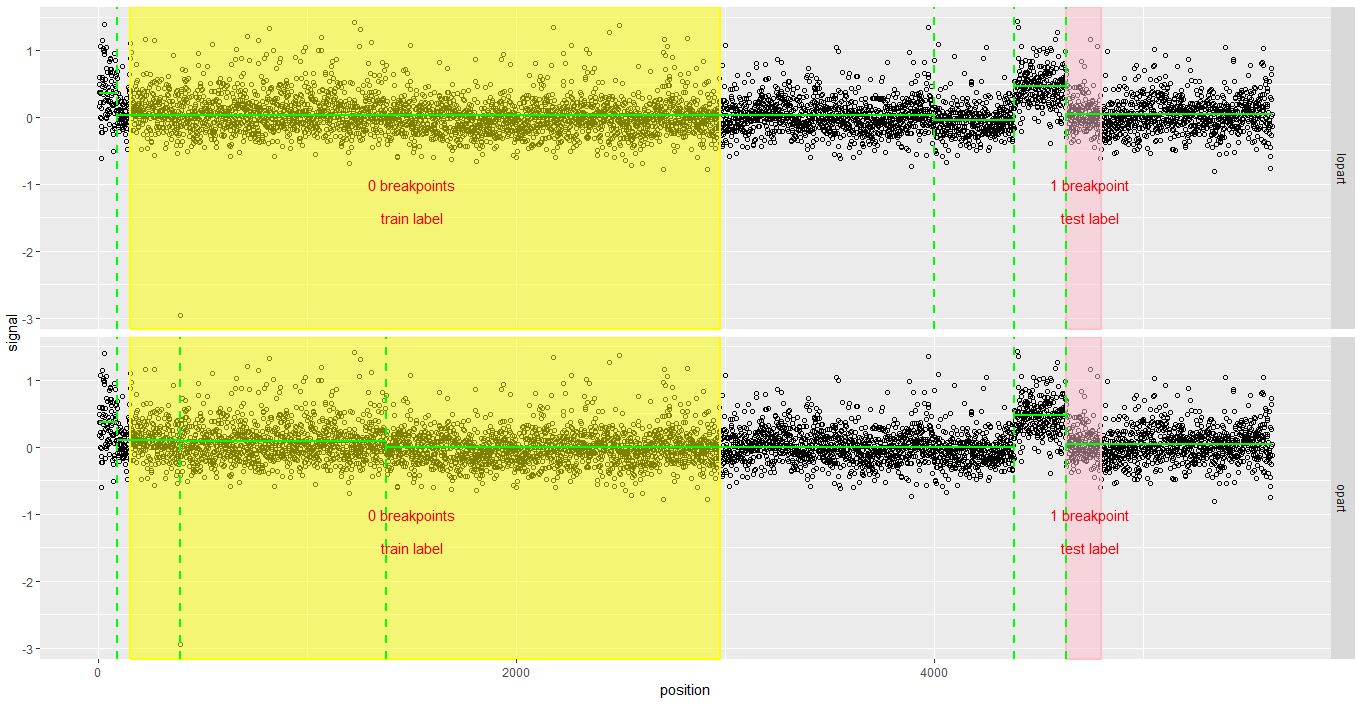 1
0
-1
-2
-3
0 breakpoints
train label
1 breakpoint
test label
lopart
signal
1
0
-1
-2
-3
0 breakpoints
train label
1 breakpoint
test label
opart
0
2000
4000
position